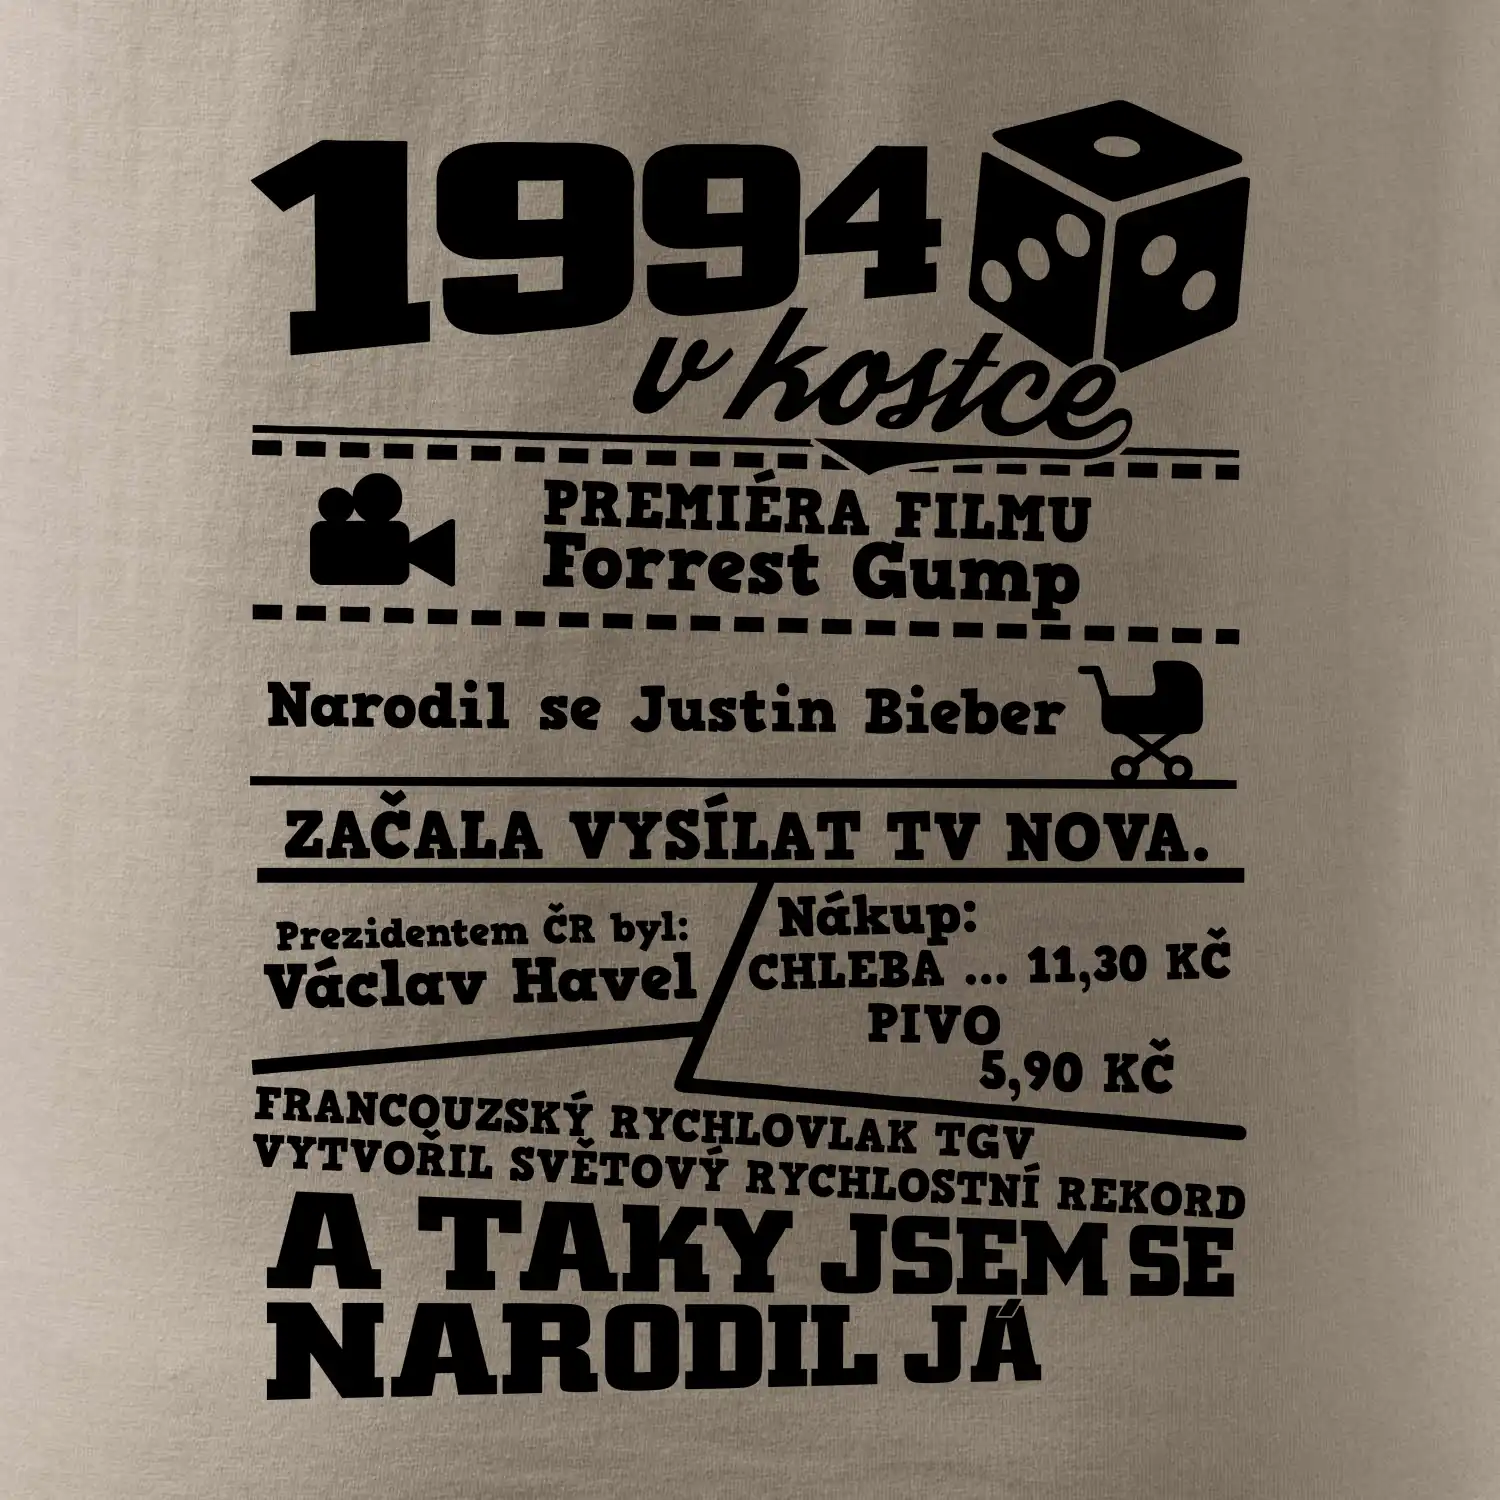 1994
v kostce
PREMIÉRA FILMU
Forrest Gump
Narodil se Justin Bieber
ZAČALA VYSÍLAT TV NOVA.
Prezidentem ČR byl:
Václav Havel
Nákup:
CHLEBA ... 11,30 KČ
PIVO
5,90 KČ
FRANCOUZSKÝ RYCHLOVLAK TGV
VYTVOŘIL SVĚTOVÝ RYCHLOSTNÍ REKORD
A TAKY JSEM SE
NARODIL JÁ